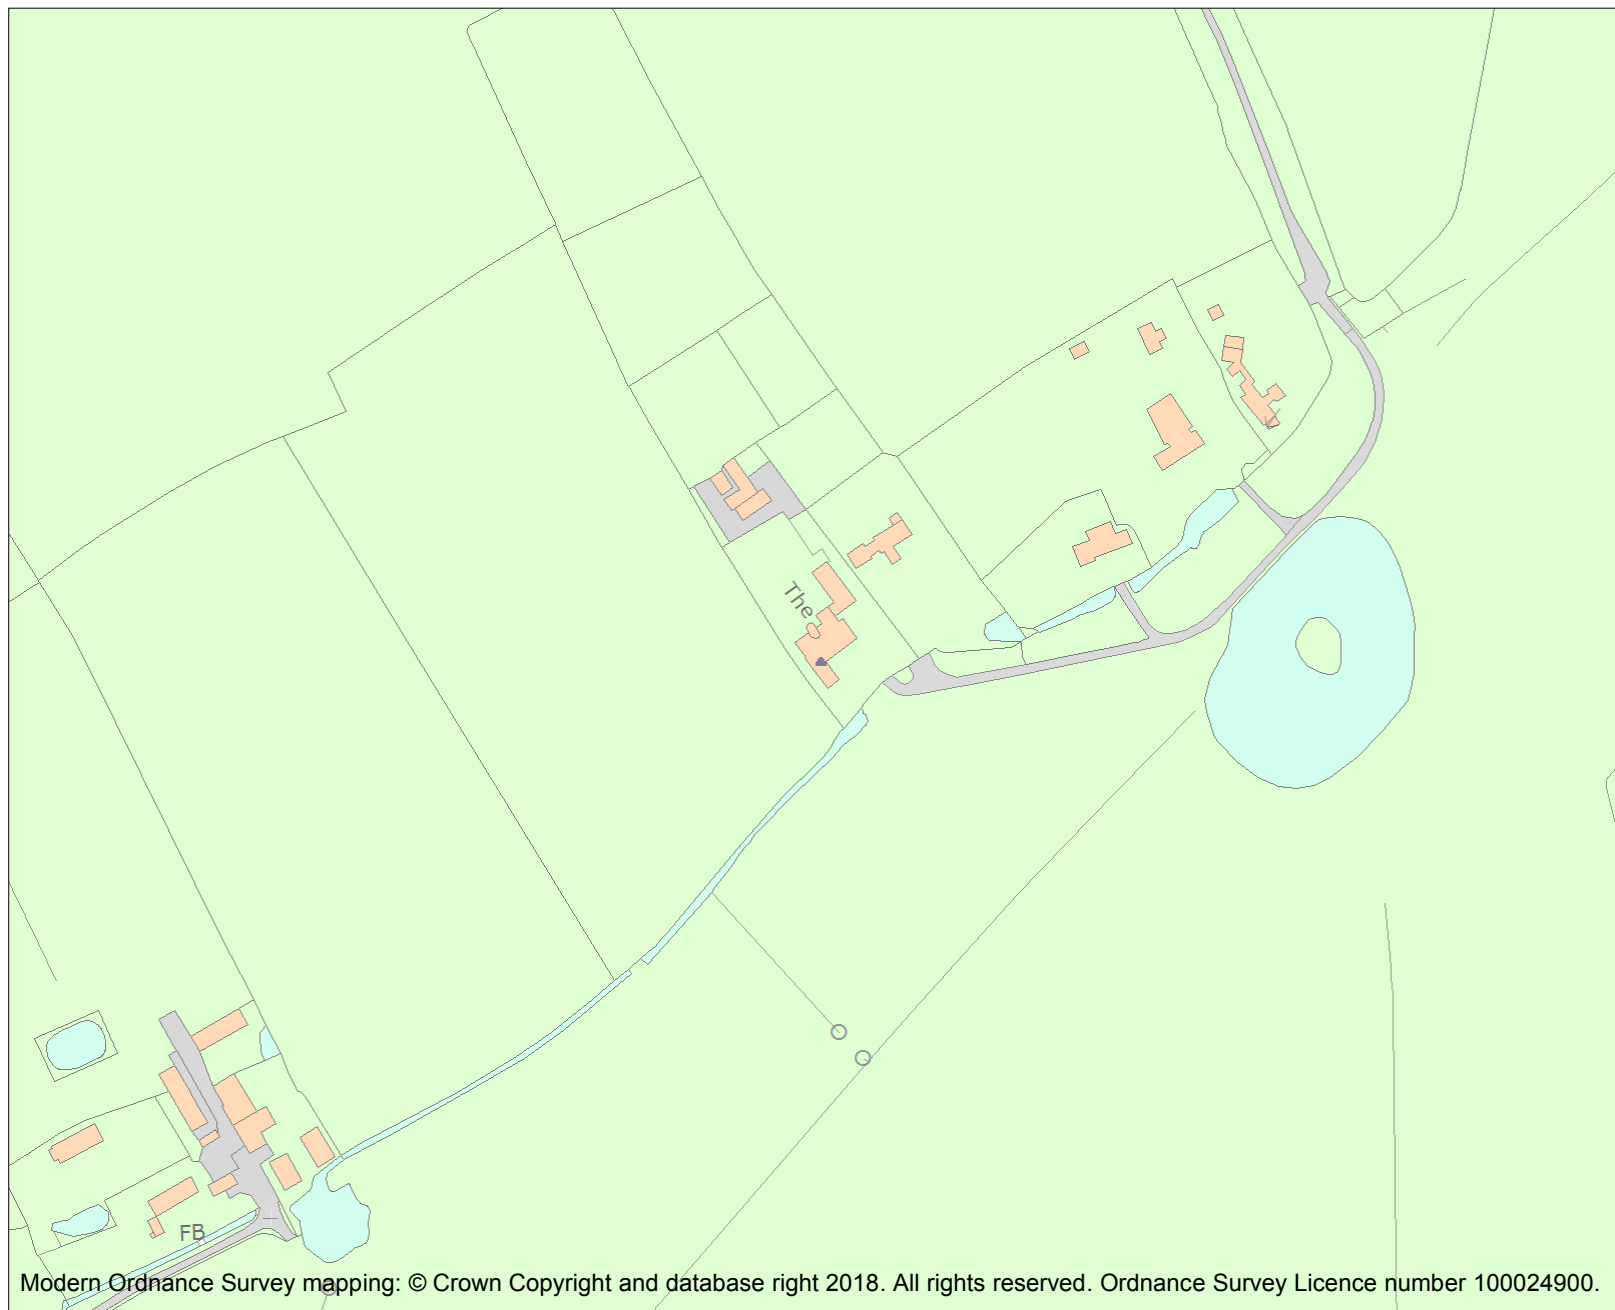 The
FB
Modern Ordnance Survey mapping: © Crown Copyright and database right 2018. All rights reserved. Ordnance Survey Licence number 100024900.